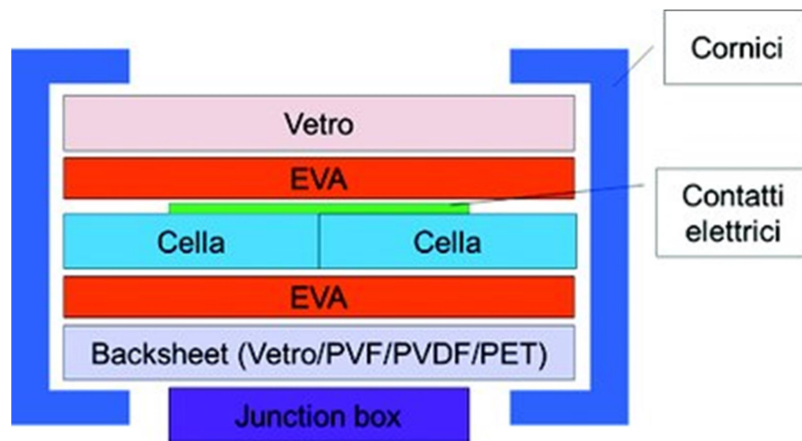 Cornici
Vetro
EVA
Contatti
elettrici
Cella Cella
EVA
Backsheet (Vetro/PVF/PVDF/PET)
Junction box